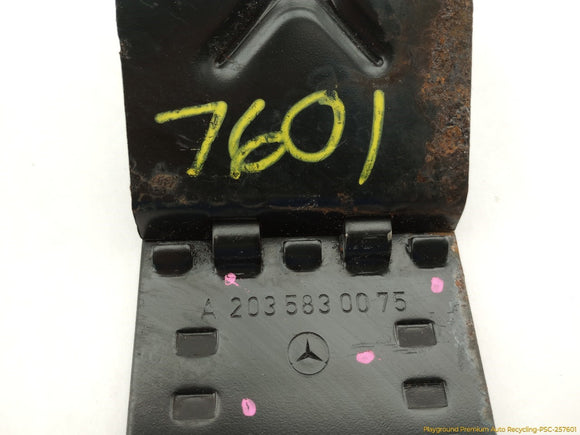 7601
A 203 583 00 75
Playground Premium Auto Recycling-PSC-257601